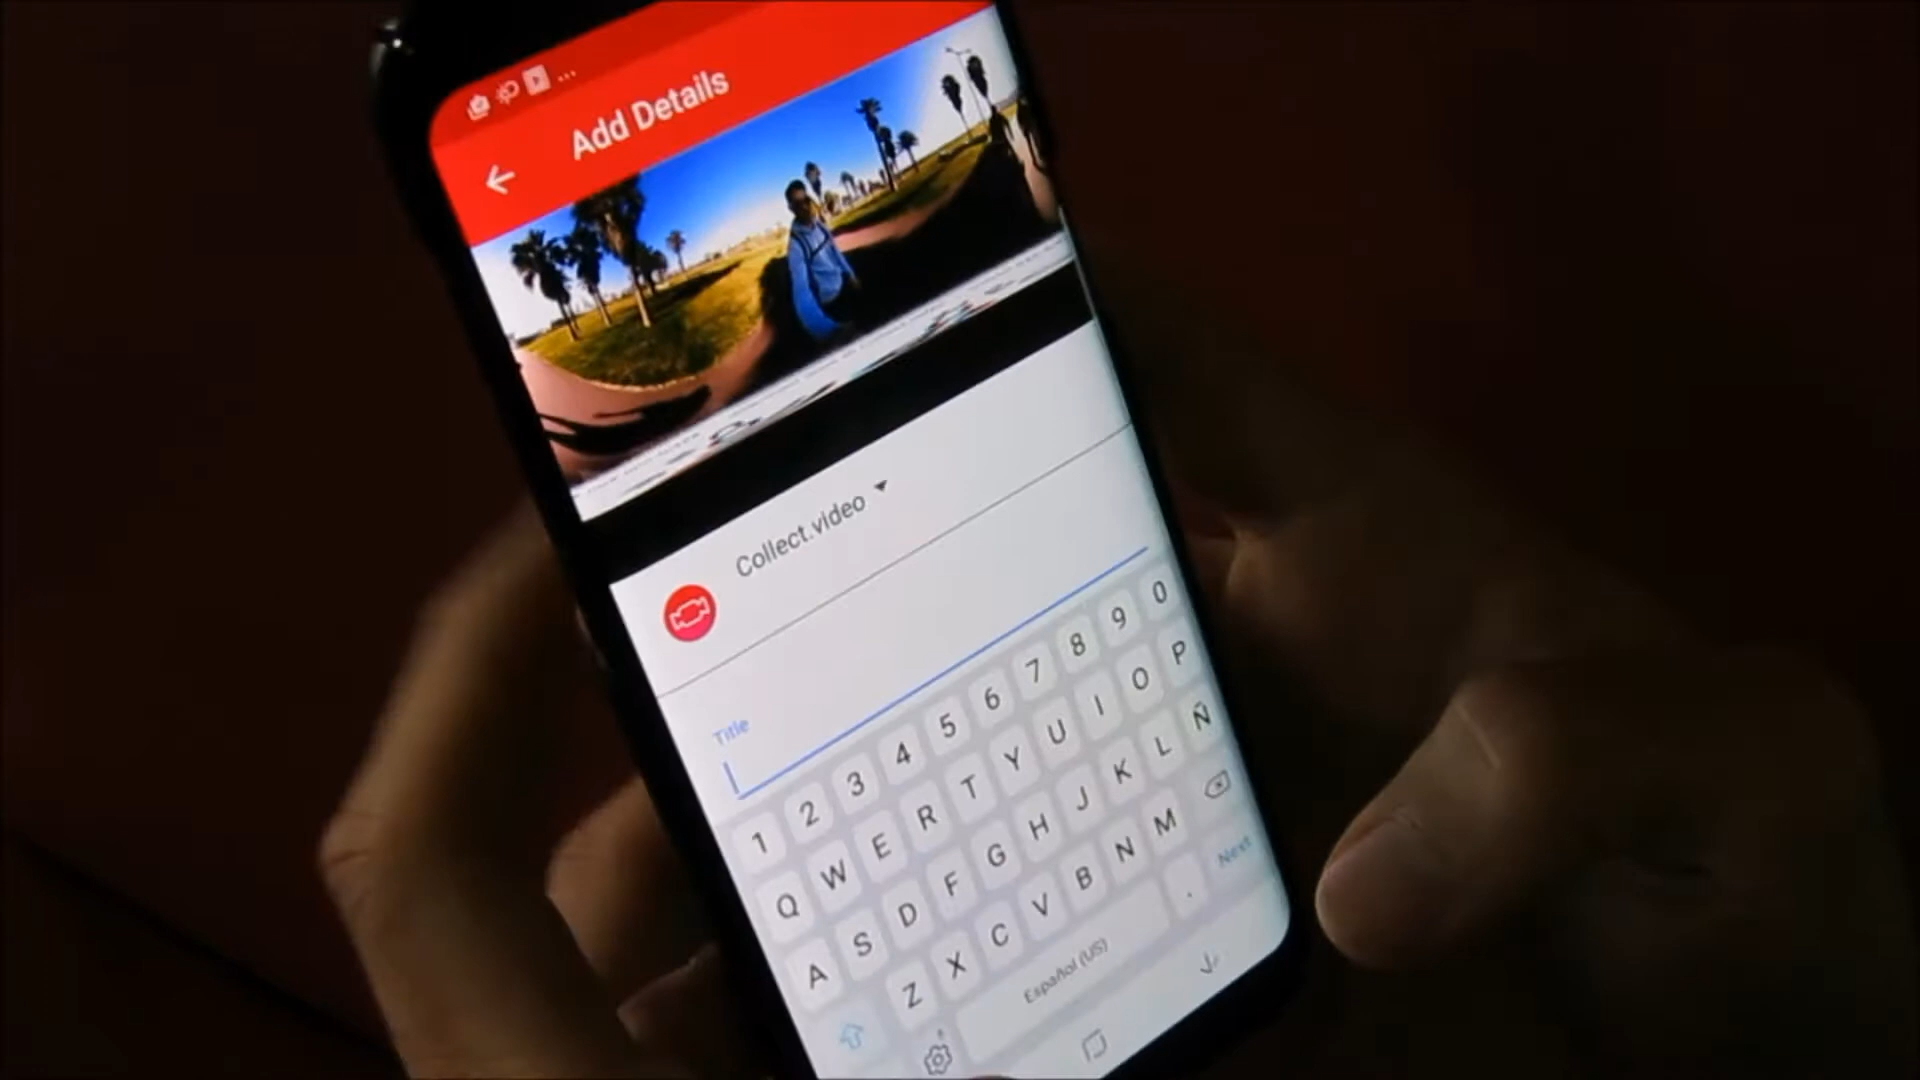 Add Details
Collect.video
Title
1 2 3 4 5 6 7 8 9 0
Q W E R T Y U I O P
A S D F G H J K L Ñ
Z X C V B N M
Español (US) . Next